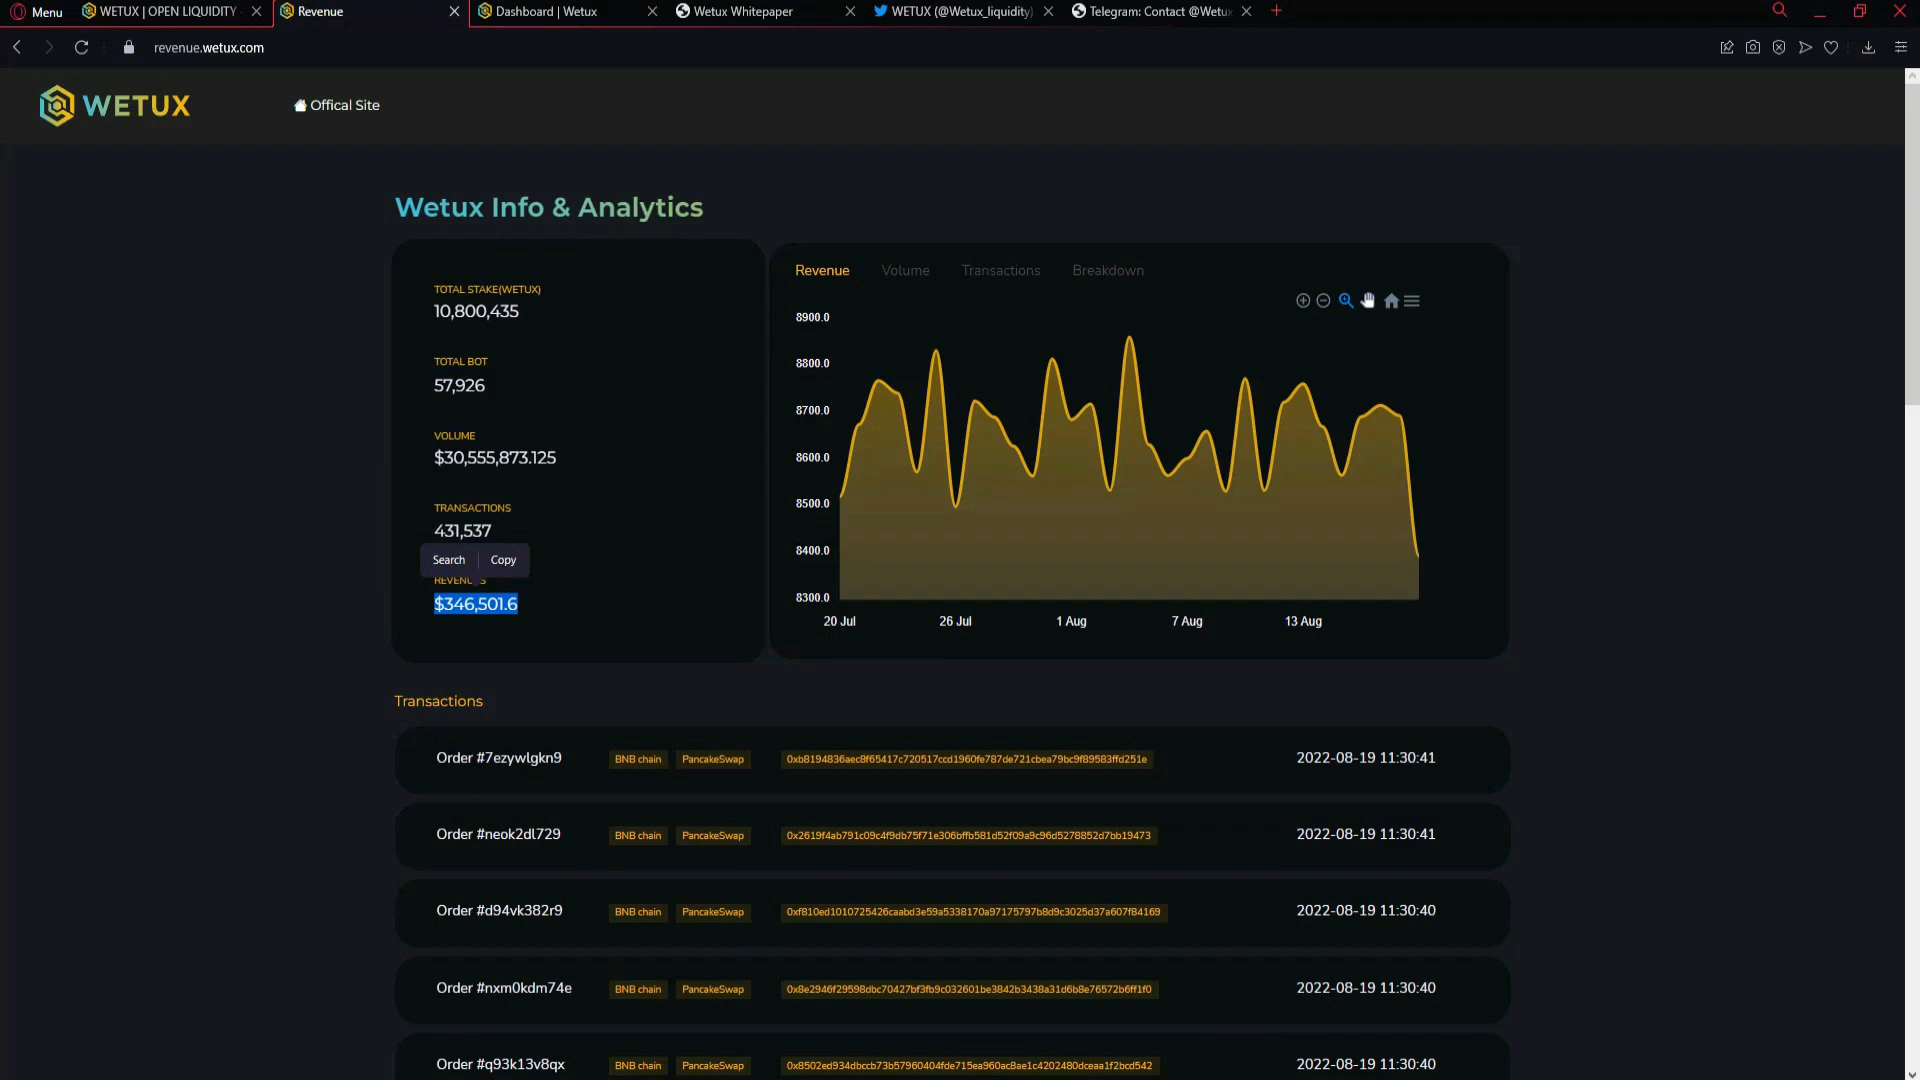 Menu
WETUX | OPEN LIQUIDITY
Revenue
Dashboard | Wetux
Wetux Whitepaper
WETUX (@Wetux_liquidity)
Telegram: Contact @Wetux
revenue.wetux.com
WETUX
Offical Site
Wetux Info & Analytics
TOTAL STAKE(WETUX)
10,800,435
TOTAL BOT
57,926
VOLUME
$30,555,873.125
TRANSACTIONS
431,537
Search Copy
REVENUES
$346,501.6
Revenue Volume Transactions Breakdown
8900.0
8800.0
8700.0
8600.0
8500.0
8400.0
8300.0
20 Jul 26 Jul 1 Aug 7 Aug 13 Aug
Transactions
Order #7ezywlgkn9 BNB chain PancakeSwap 0xb8194836aec8f65417c720517ccd1960fe787de721cbea79bc9f89583ffd251e 2022-08-19 11:30:41
Order #neok2dl729 BNB chain PancakeSwap 0x2619f4ab791c09c4f9db75f71e306bffb581d52f09a9c96d5278852d7bb19473 2022-08-19 11:30:41
Order #d94vk382r9 BNB chain PancakeSwap 0xf810ed1010725426caabd3e59a5338170a97175797b8d9c3025d37a607f84169 2022-08-19 11:30:40
Order #nxm0kdm74e BNB chain PancakeSwap 0x8e2946f29598dbc70427bf3fb9c032601be3842b3438a31d6b8e76572b6ff1f0 2022-08-19 11:30:40
Order #q93k13v8qx BNB chain PancakeSwap 0x8502ed934dbccb73b57960404fde715ea960ac8ae1c4202480dceaa1f2bcd542 2022-08-19 11:30:40